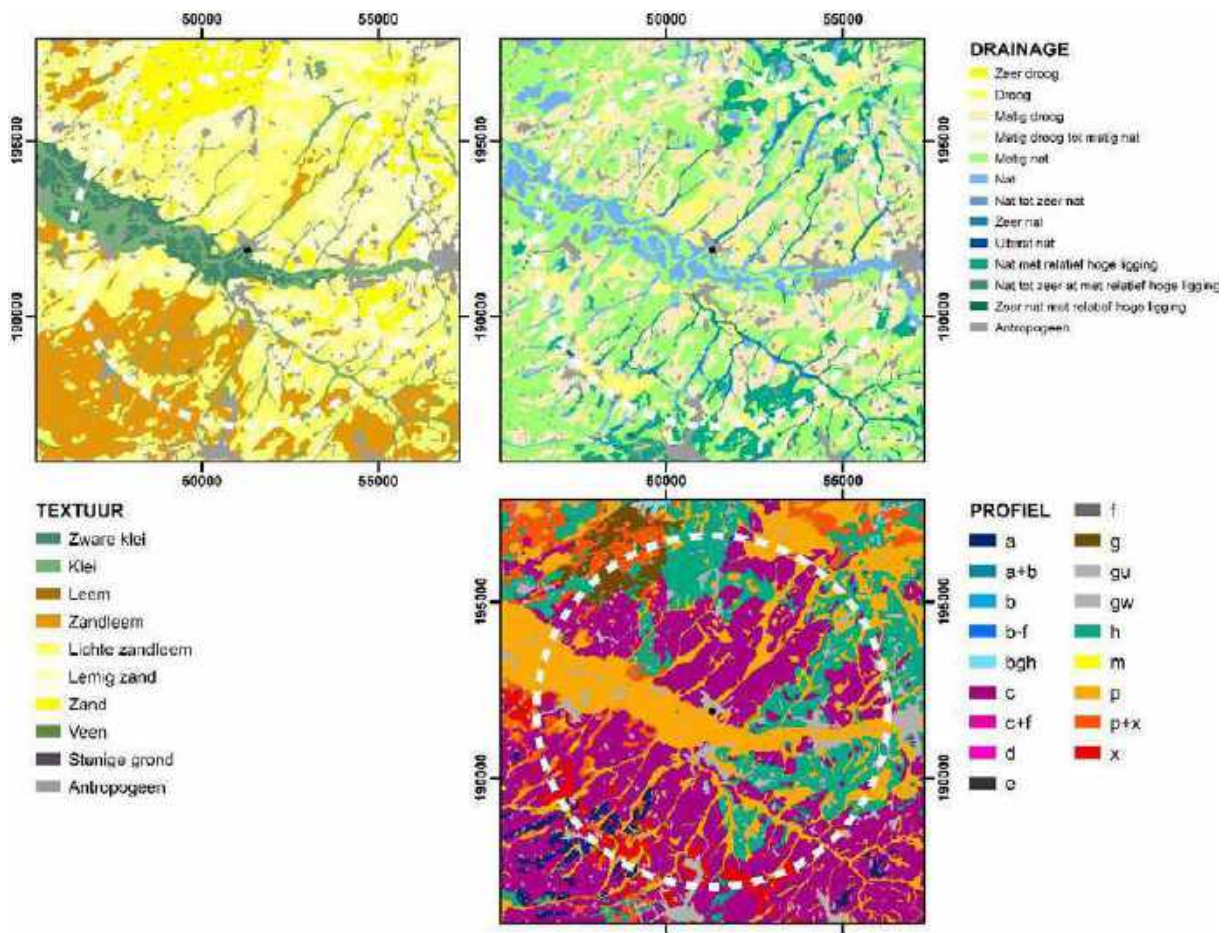 50000 55000
50000 55000
195000
190000
195000
190000
DRAINAGE
Zeer droog
Droog
Matig droog
Matig droog tot matig nat
Matig nat
Nat
Nat tot zeer nat
Zeer nat
Uiterst nat
Nat met relatief hoge ligging
Nat tot zeer at met relatief hoge ligging
Zeer nat met relatief hoge ligging
Antropogeen
50000 55000
50000 55000
TEXTUUR
Zware klei
Klei
Leem
Zandleem
Lichte zandleem
Lemig zand
Zand
Veen
Stenige grond
Antropogeen
50000 55000
195000
190000
195000
190000
PROFIEL
a
a+b
b
b-f
bgh
c
c+f
d
e
f
g
gu
gw
h
m
p
p+x
x